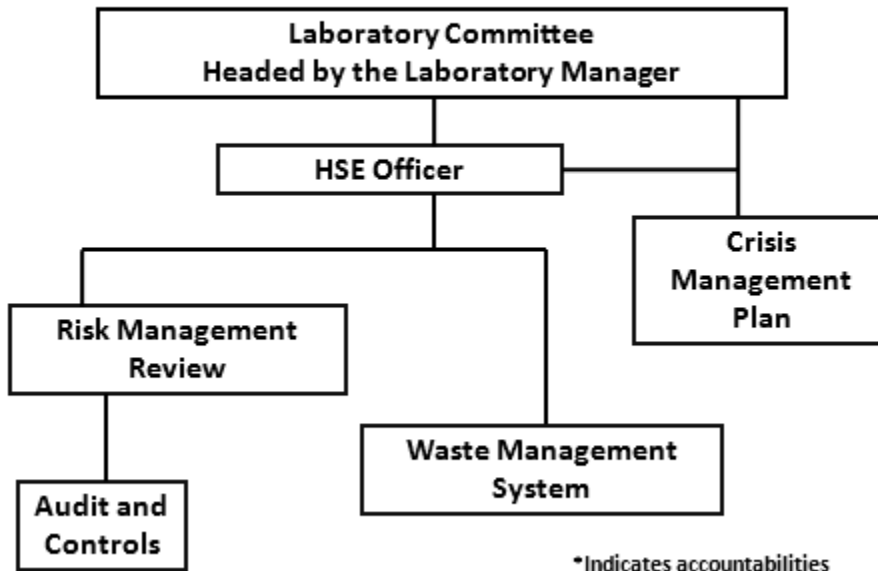 Laboratory Committee
Headed by the Laboratory Manager
HSE Officer
Crisis
Management
Plan
Risk Management
Review
Waste Management
System
Audit and
Controls
*Indicates accountabilities